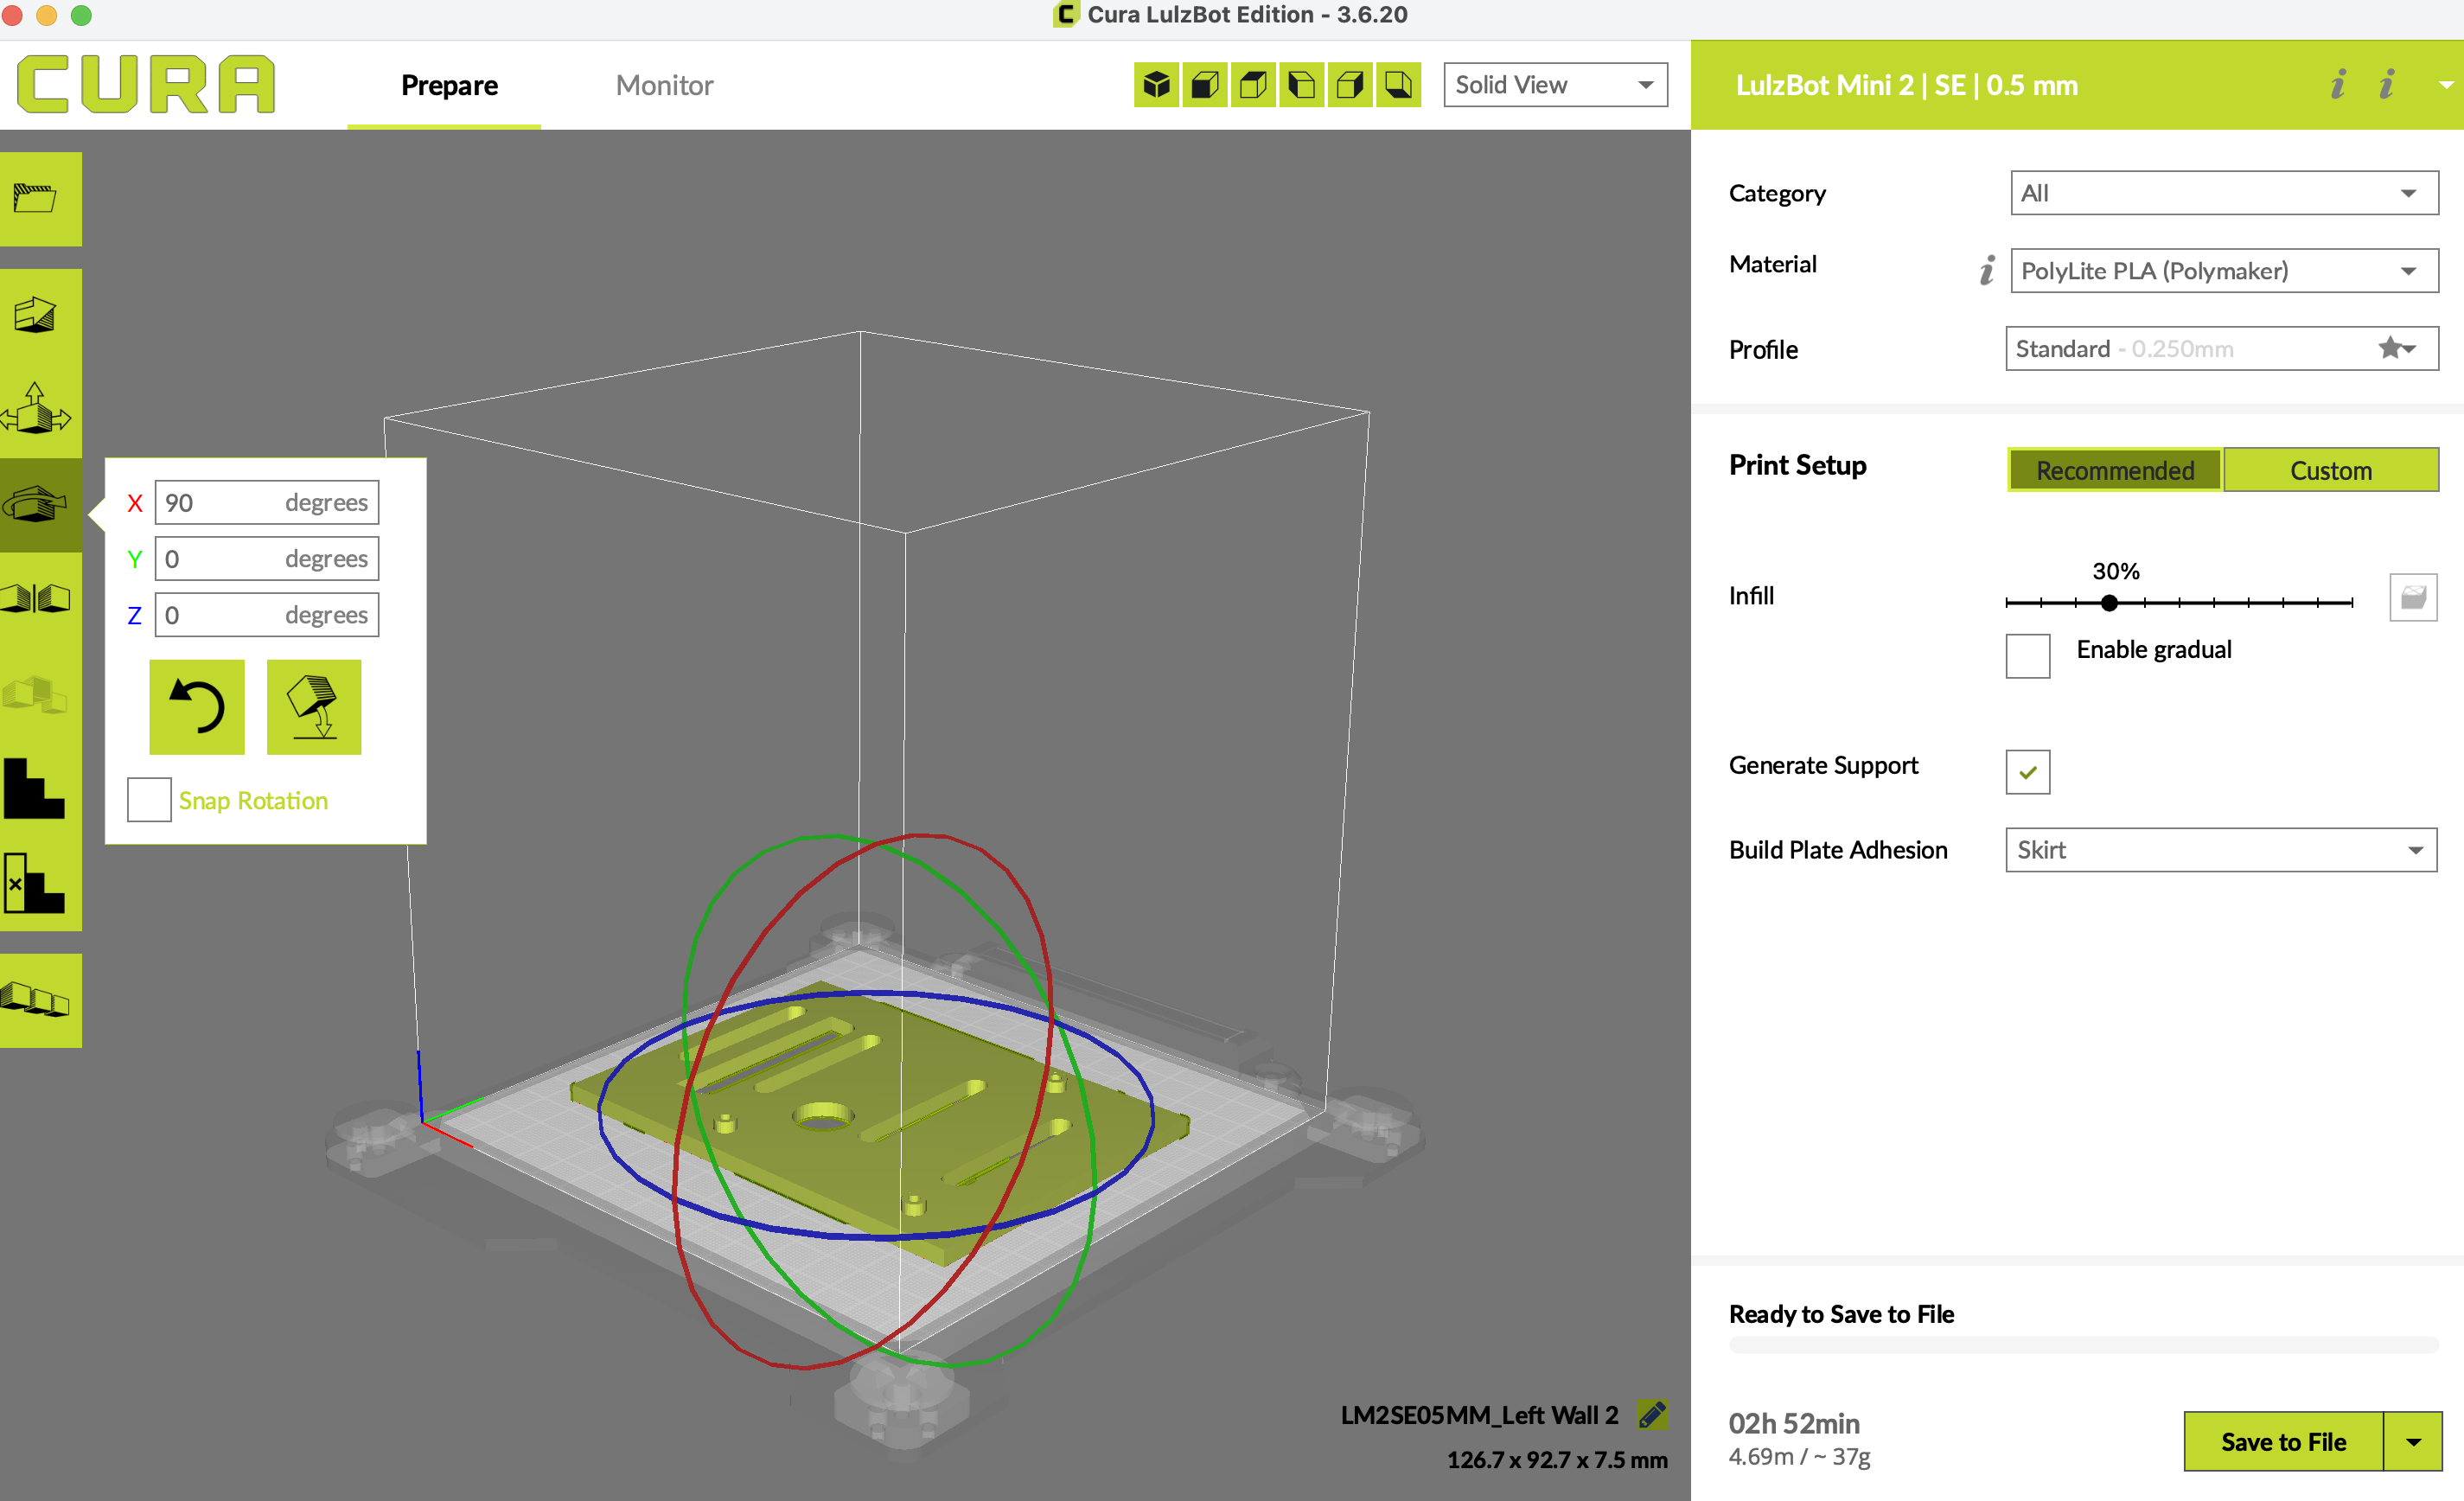 Cura LulzBot Edition - 3.6.20
CURA
Prepare
Monitor
Solid View
LulzBot Mini 2 | SE | 0.5 mm
i i
Category
All
Material
i
PolyLite PLA (Polymaker)
Profile
Standard - 0.250mm
Print Setup
Recommended
Custom
X 90 degrees
Y 0 degrees
Z 0 degrees
Snap Rotation
30%
Infill
Enable gradual
Generate Support
Build Plate Adhesion
Skirt
LM2SE05MM_Left Wall 2
126.7 x 92.7 x 7.5 mm
Ready to Save to File
02h 52min
4.69m / ~ 37g
Save to File